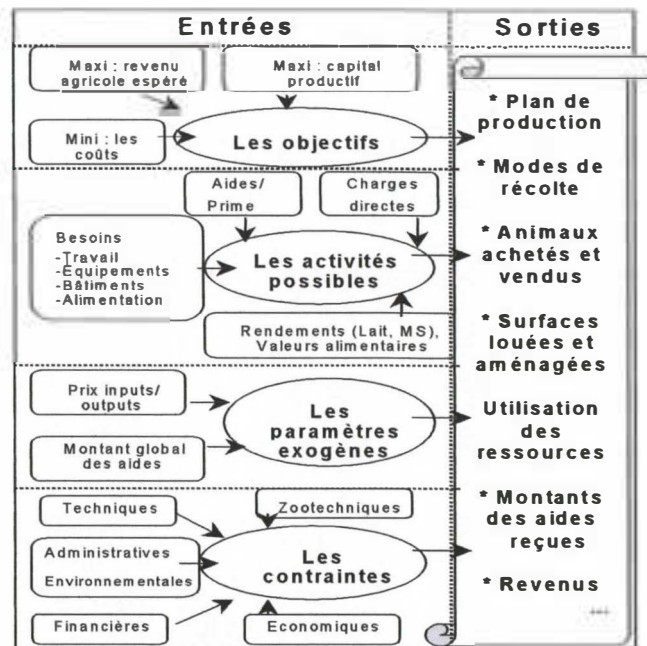 Entrées
Sorties
Maxi : revenu
agricole espéré
Maxi : capital
productif
Mini : les
coûts
Les objectifs
Aides/
Prime
Charges
directes
Besoins
-Travail
-Equipements
-Bâtiments
-Alimentation
Les activités
possibles
Rendements (Lait, MS),
Valeurs alimentaires
Prix inputs/
outputs
Montant global
des aides
Les
paramètres
exogènes
Techniques
Zootechniques
Administratives
Environnementales
Les
contraintes
Financières
Economiques
* Plan de
production
* Modes de
récolte
* Animaux
achetés et
vendus
* Surfaces
louées et
aménagées
Utilisation
des
ressources
* Montants
des aides
reçues
* Revenus